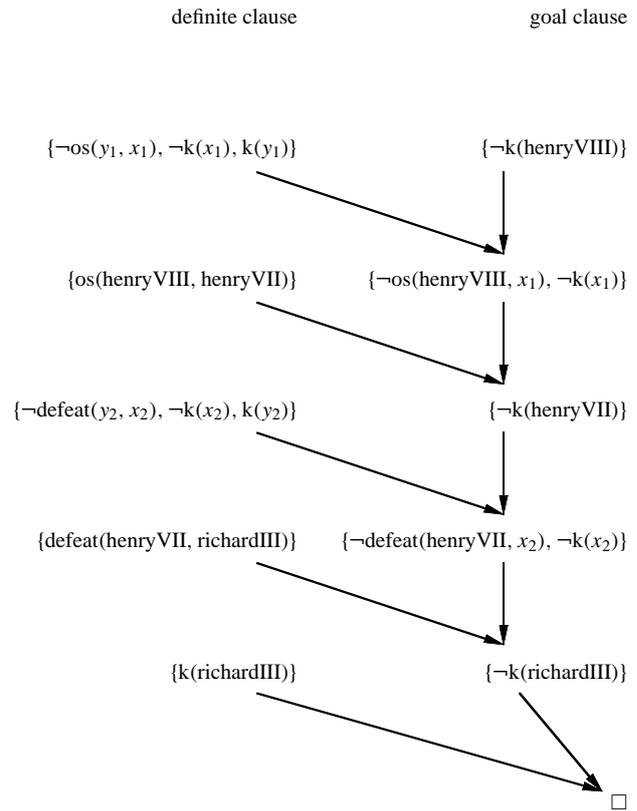 definite clause goal clause
{¬os(y₁, x₁), ¬k(x₁), k(y₁)} {¬k(henryVIII)}
{os(henryVIII, henryVII)} {¬os(henryVIII, x₁), ¬k(x₁)}
{¬defeat(y₂, x₂), ¬k(x₂), k(y₂)} {¬k(henryVII)}
{defeat(henryVII, richardIII)} {¬defeat(henryVII, x₂), ¬k(x₂)}
{k(richardIII)} {¬k(richardIII)}
□